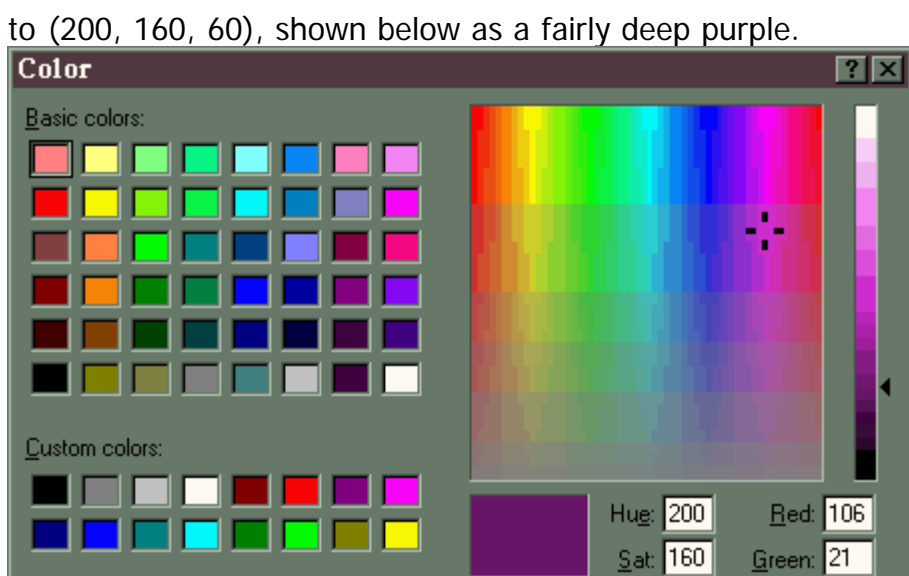 to (200, 160, 60), shown below as a fairly deep purple.
Color
Basic colors:
Custom colors:
Hue: 200 Red: 106
Sat: 160 Green: 21